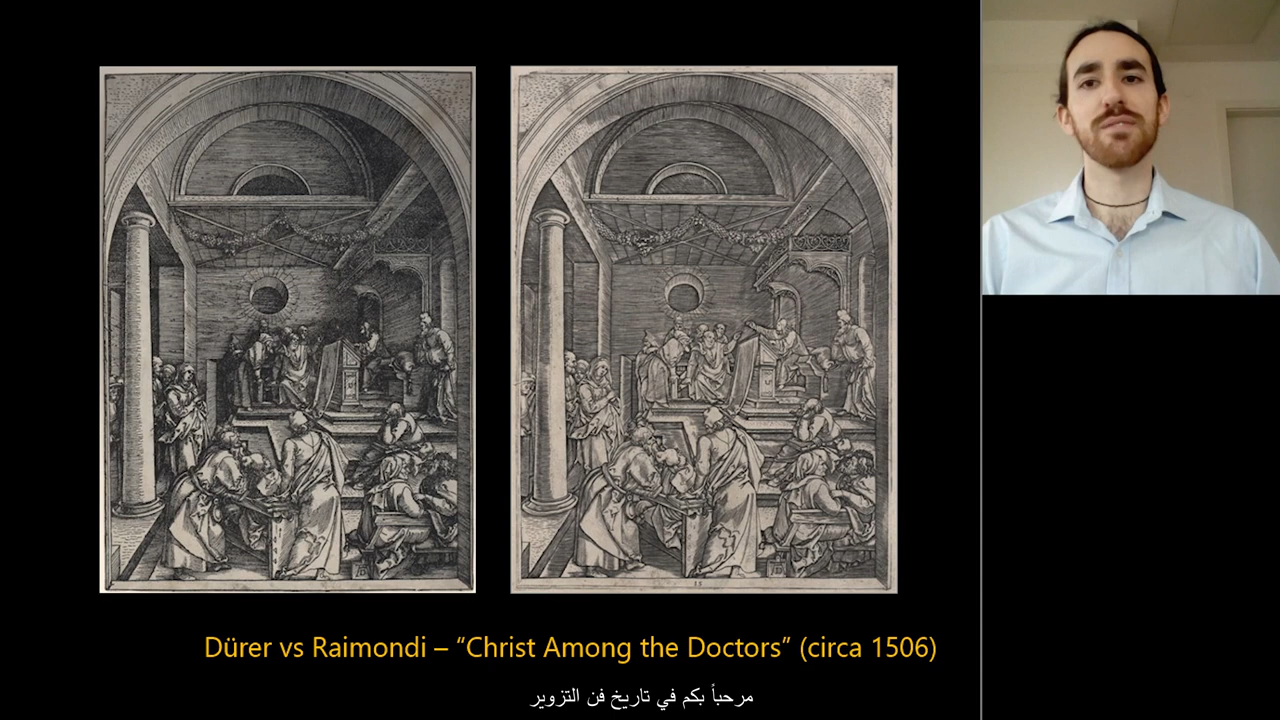 Dürer vs Raimondi – “Christ Among the Doctors” (circa 1506)
مرحباً بكم في تاريخ فن التزوير